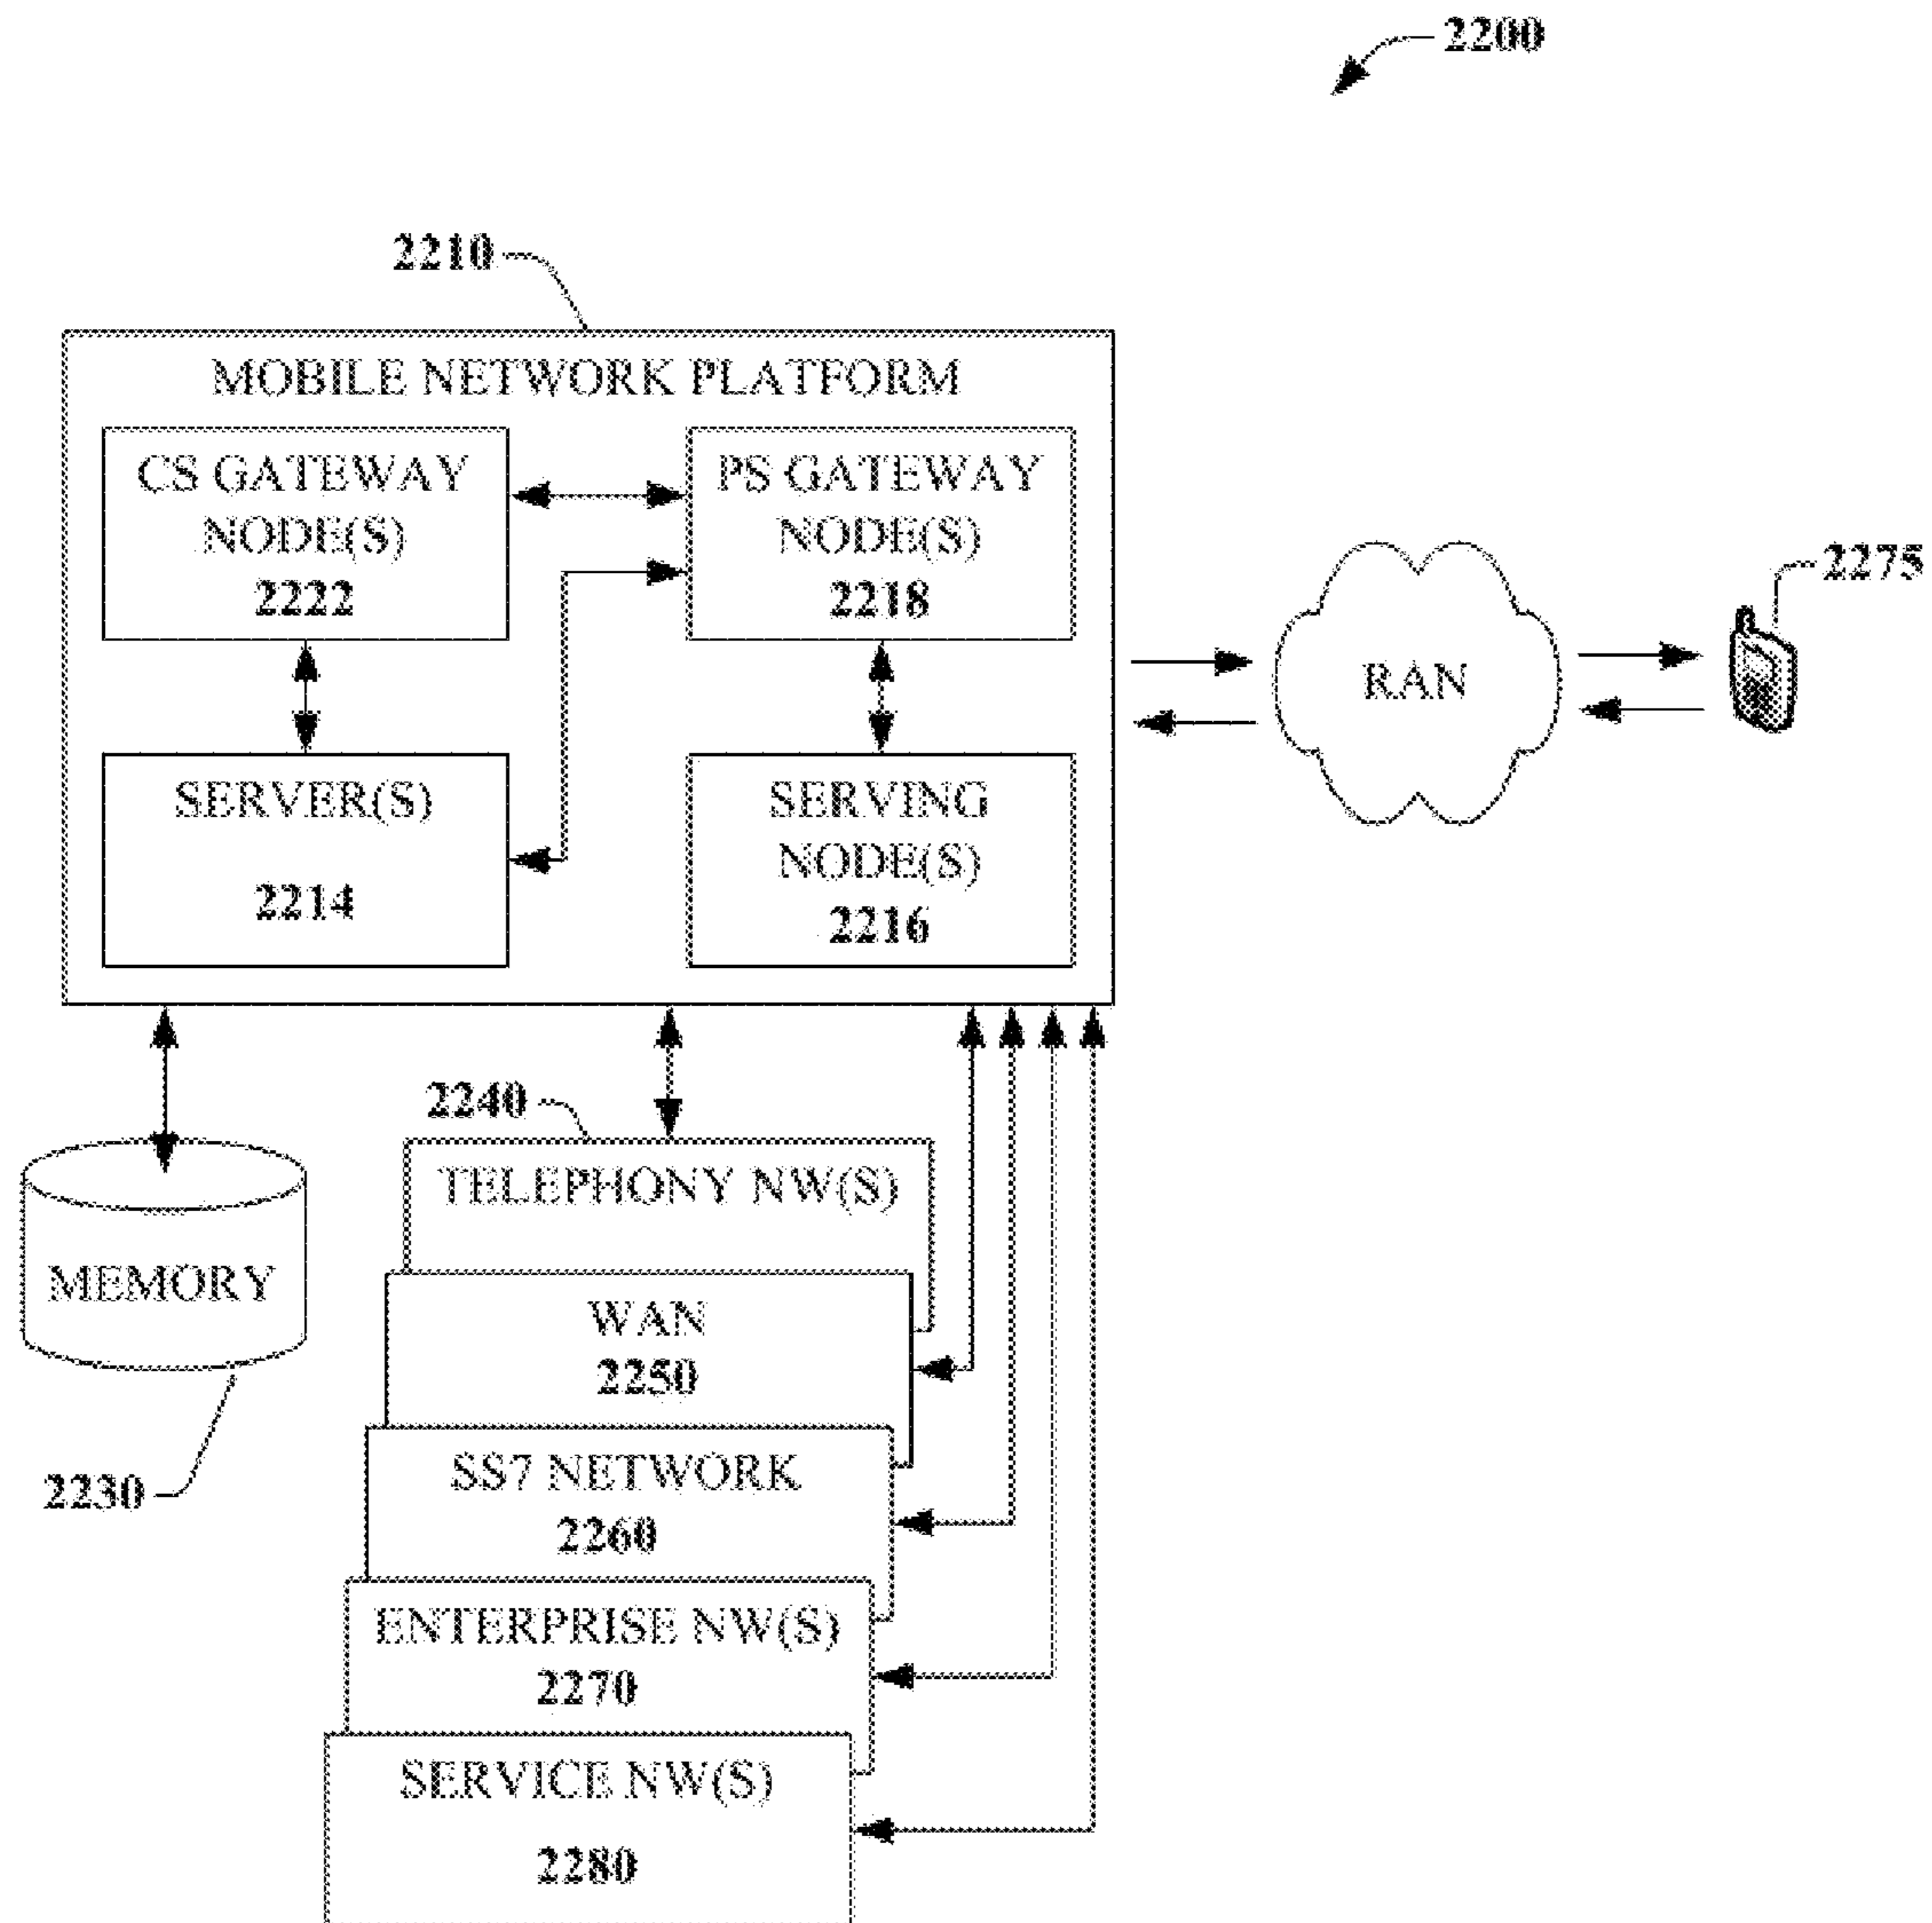 2200
2210
MOBILE NETWORK PLATFORM
CS GATEWAY
NODE(S)
2222
PS GATEWAY
NODE(S)
2218
SERVER(S)
2214
SERVING
NODE(S)
2216
RAN
2275
2240
TELEPHONY NW(S)
MEMORY
2230
WAN
2250
SS7 NETWORK
2260
ENTERPRISE NW(S)
2270
SERVICE NW(S)
2280